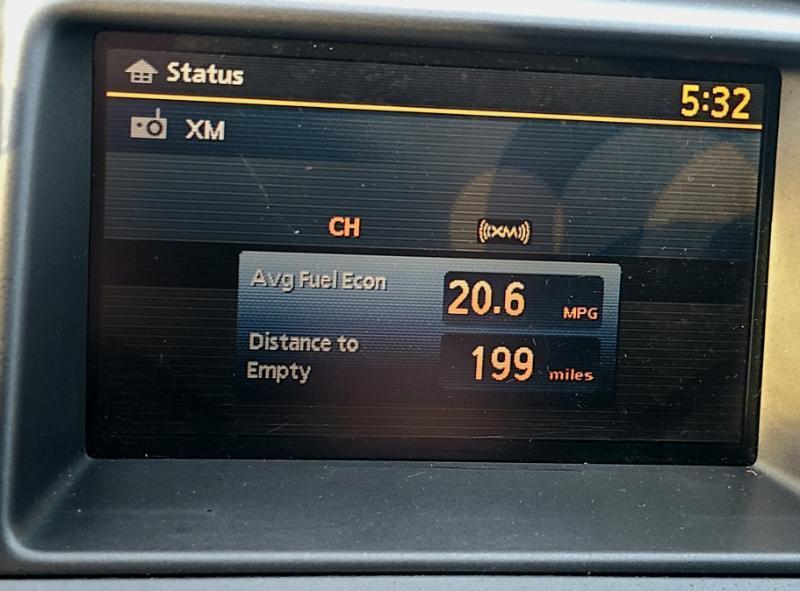 Status
5:32
XM
CH
((XM))
Avg Fuel Econ
20.6 MPG
Distance to
Empty
199 miles